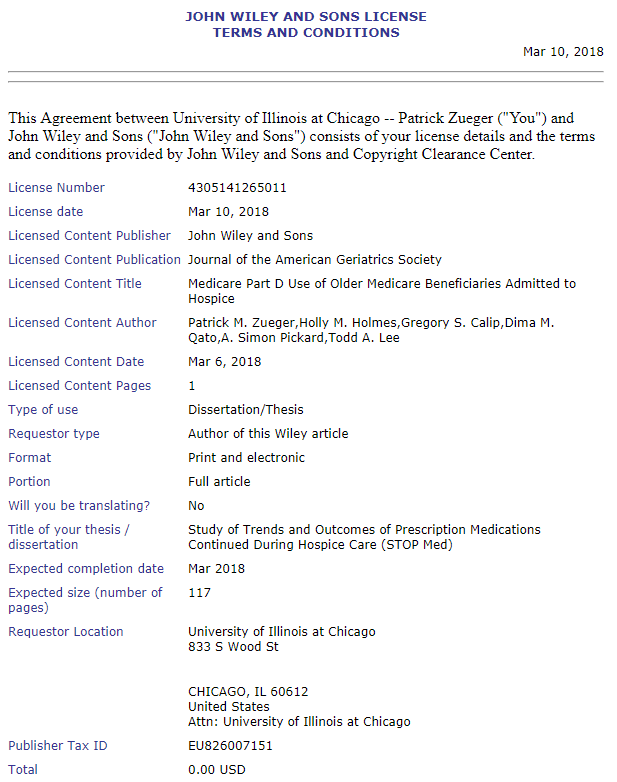 JOHN WILEY AND SONS LICENSE
TERMS AND CONDITIONS
Mar 10, 2018
This Agreement between University of Illinois at Chicago -- Patrick Zueger ("You") and
John Wiley and Sons ("John Wiley and Sons") consists of your license details and the terms
and conditions provided by John Wiley and Sons and Copyright Clearance Center.
License Number 4305141265011
License date Mar 10, 2018
Licensed Content Publisher John Wiley and Sons
Licensed Content Publication Journal of the American Geriatrics Society
Licensed Content Title Medicare Part D Use of Older Medicare Beneficiaries Admitted to
Hospice
Licensed Content Author Patrick M. Zueger,Holly M. Holmes,Gregory S. Calip,Dima M.
Qato,A. Simon Pickard,Todd A. Lee
Licensed Content Date Mar 6, 2018
Licensed Content Pages 1
Type of use Dissertation/Thesis
Requestor type Author of this Wiley article
Format Print and electronic
Portion Full article
Will you be translating? No
Title of your thesis / Study of Trends and Outcomes of Prescription Medications
dissertation Continued During Hospice Care (STOP Med)
Expected completion date Mar 2018
Expected size (number of 117
pages)
Requestor Location University of Illinois at Chicago
833 S Wood St
CHICAGO, IL 60612
United States
Attn: University of Illinois at Chicago
Publisher Tax ID EU826007151
Total 0.00 USD